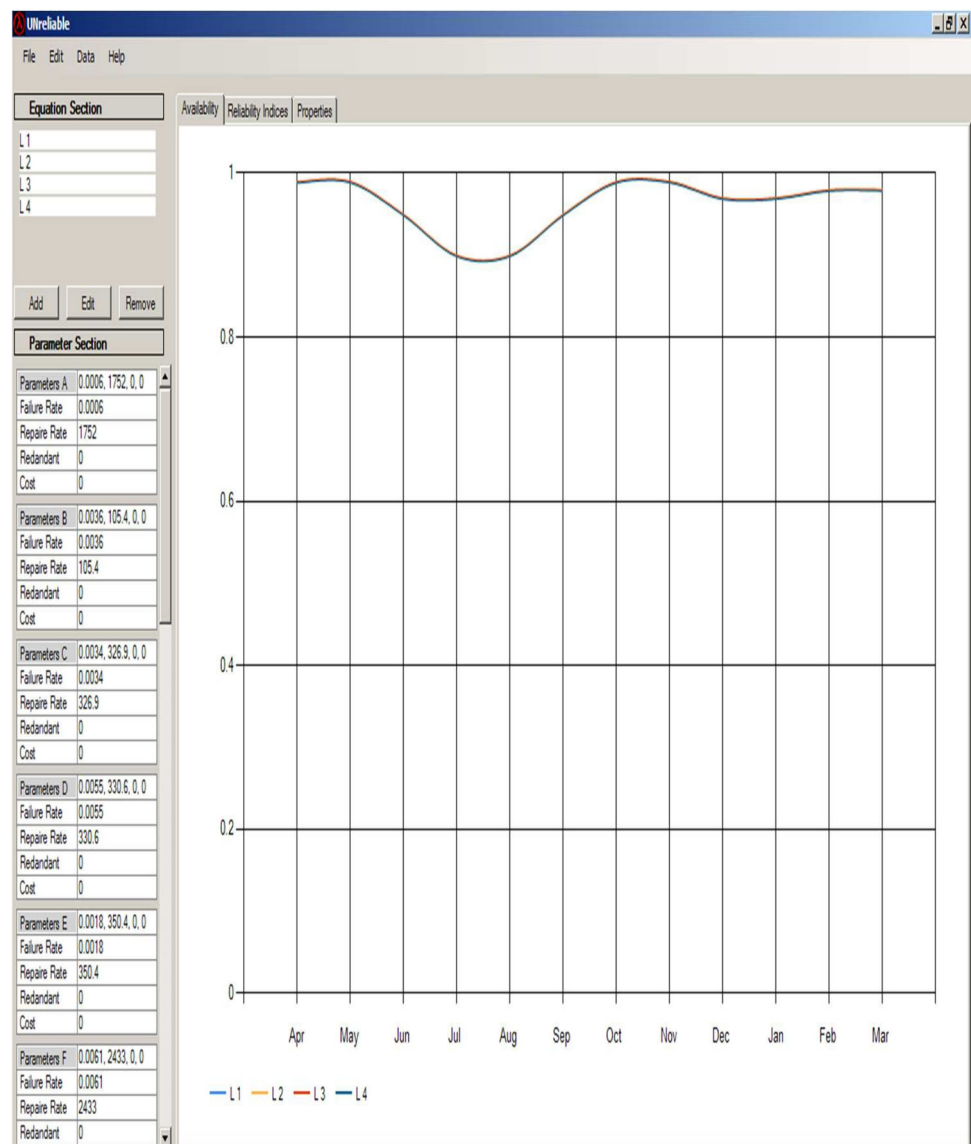 UNreliable
File Edit Data Help
Equation Section
L1
L2
L3
L4
Add Edit Remove
Parameter Section
Parameters A 0.0006, 1752, 0, 0
Failure Rate 0.0006
Repaire Rate 1752
Redandant 0
Cost 0
Parameters B 0.0036, 105.4, 0, 0
Failure Rate 0.0036
Repaire Rate 105.4
Redandant 0
Cost 0
Parameters C 0.0034, 326.9, 0, 0
Failure Rate 0.0034
Repaire Rate 326.9
Redandant 0
Cost 0
Parameters D 0.0055, 330.6, 0, 0
Failure Rate 0.0055
Repaire Rate 330.6
Redandant 0
Cost 0
Parameters E 0.0018, 350.4, 0, 0
Failure Rate 0.0018
Repaire Rate 350.4
Redandant 0
Cost 0
Parameters F 0.0061, 2433, 0, 0
Failure Rate 0.0061
Repaire Rate 2433
Redandant 0
Availability Reliability Indices Properties
1
0.8
0.6
0.4
0.2
0
Apr May Jun Jul Aug Sep Oct Nov Dec Jan Feb Mar
L1 L2 L3 L4